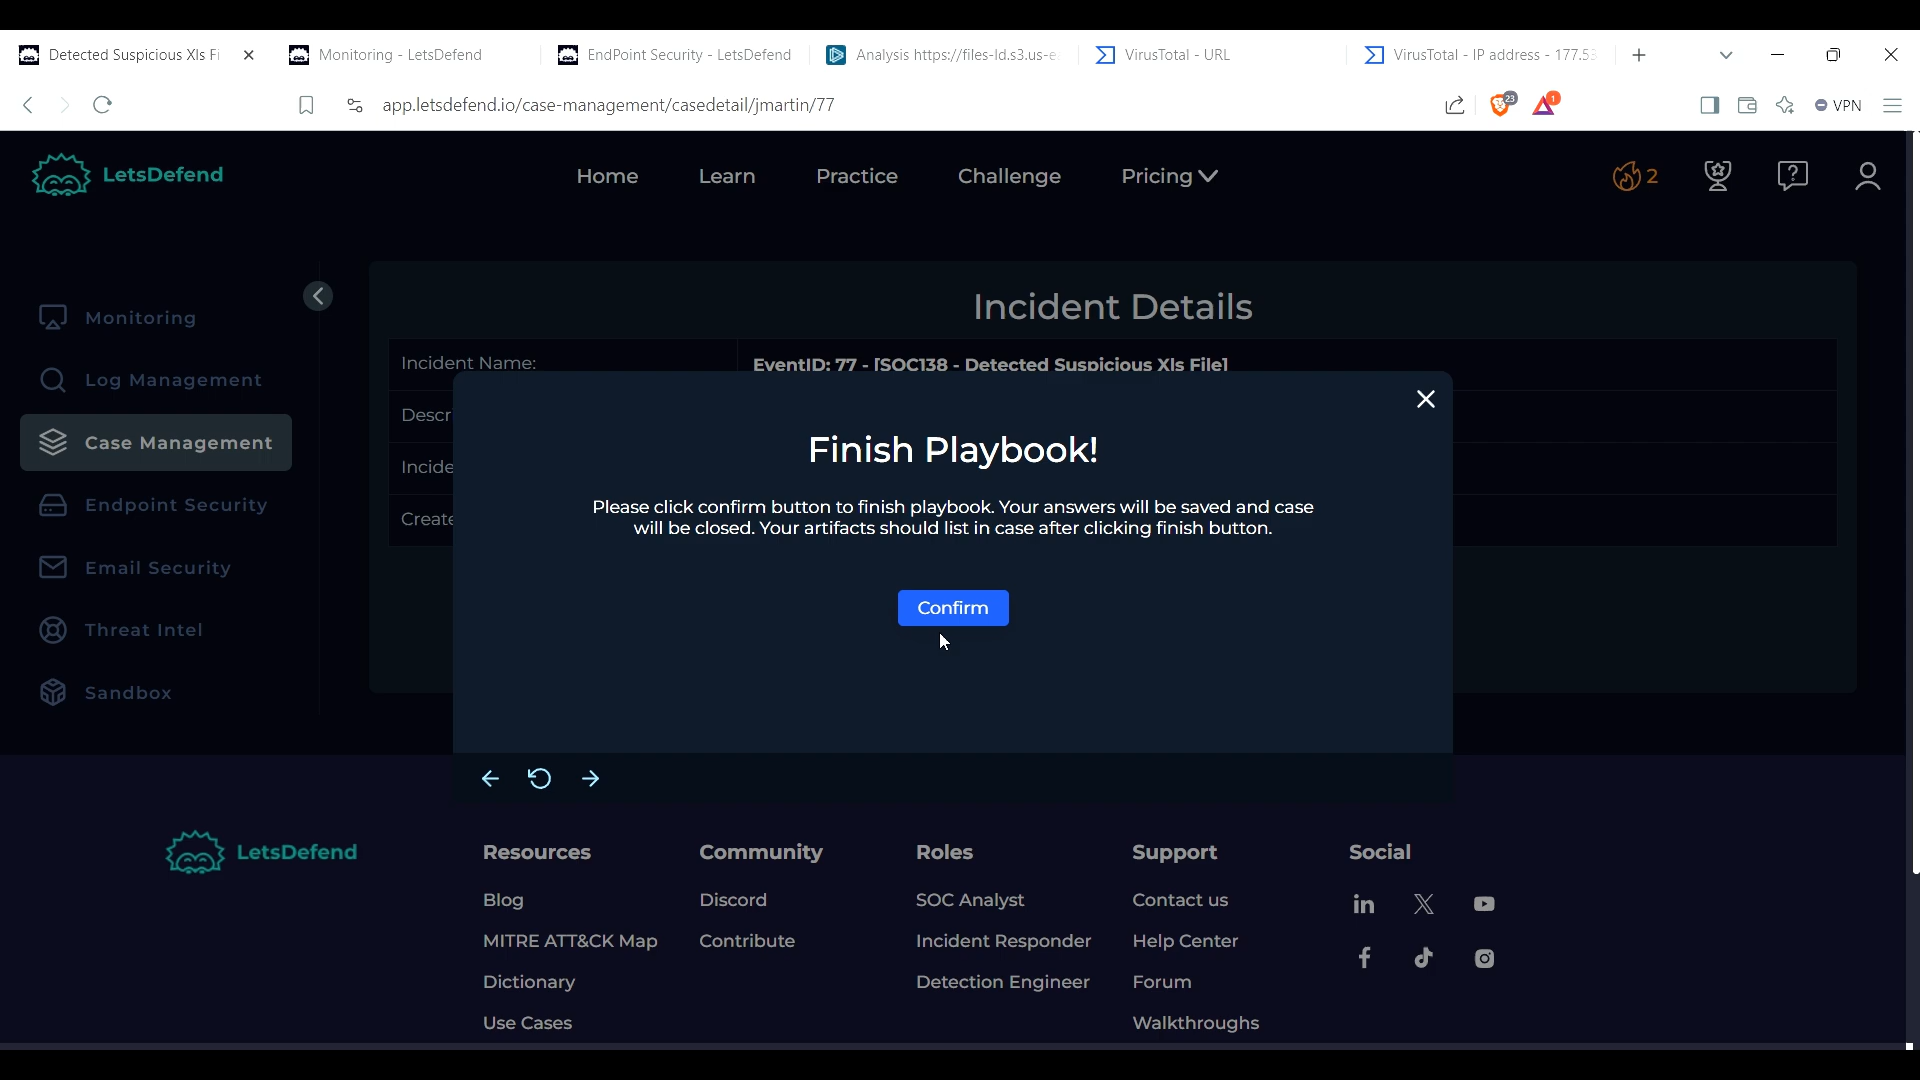 Detected Suspicious Xls Fi
Monitoring - LetsDefend
EndPoint Security - LetsDefend
Analysis https://files-ld.s3.us-e
VirusTotal - URL
VirusTotal - IP address - 177.53
app.letsdefend.io/case-management/casedetail/jmartin/77
23
1
VPN
LetsDefend
Home
Learn
Practice
Challenge
Pricing
2
Monitoring
Log Management
Case Management
Endpoint Security
Email Security
Threat Intel
Sandbox
Incident Details
Incident Name:
EventID: 77 - [SOC138 - Detected Suspicious Xls File]
Descr
Incide
Create
Finish Playbook!
Please click confirm button to finish playbook. Your answers will be saved and case
will be closed. Your artifacts should list in case after clicking finish button.
Confirm
LetsDefend
Resources
Blog
MITRE ATT&CK Map
Dictionary
Use Cases
Community
Discord
Contribute
Roles
SOC Analyst
Incident Responder
Detection Engineer
Support
Contact us
Help Center
Forum
Walkthroughs
Social